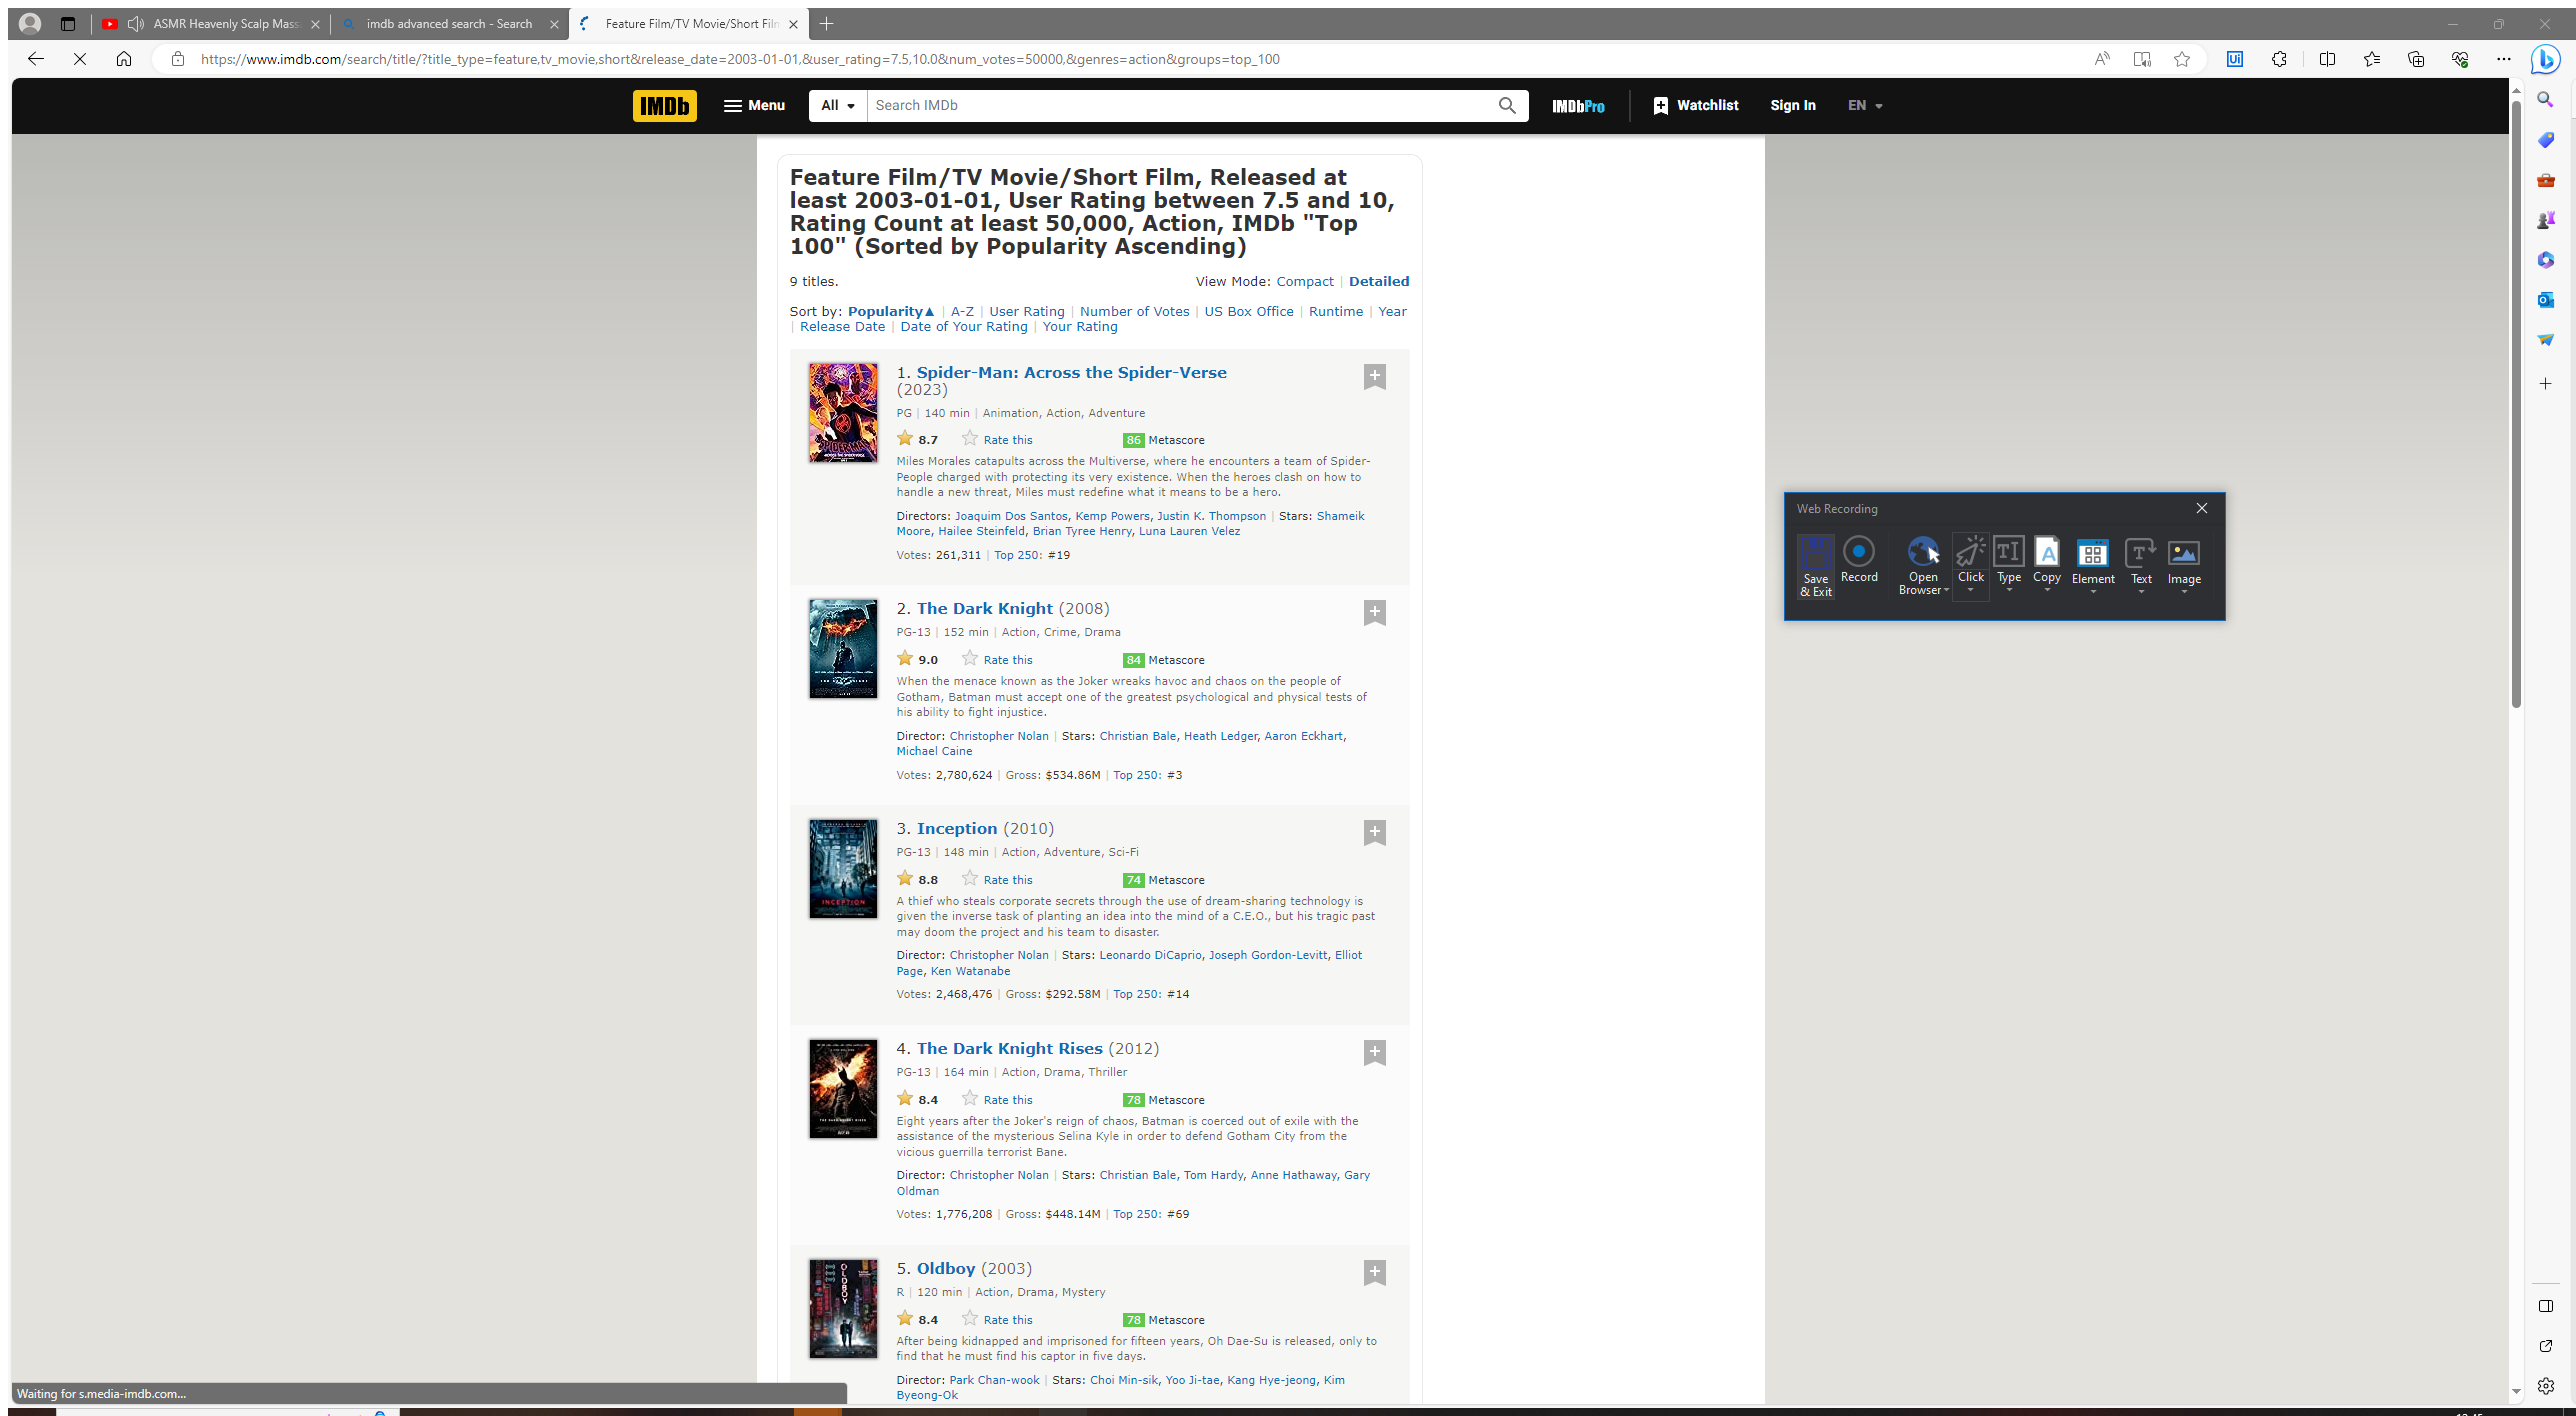 ASMR Heavenly Scalp Mass
imdb advanced search - Search
Feature Film/TV Movie/Short Film
https://www.imdb.com/search/title/?title_type=feature,tv_movie,short&release_date=2003-01-01,&user_rating=7.5,10.0&num_votes=50000,&genres=action&groups=top_100
IMDb
Menu
All
Search IMDb
IMDbPro
Watchlist
Sign In
EN
Feature Film/TV Movie/Short Film, Released at
least 2003-01-01, User Rating between 7.5 and 10,
Rating Count at least 50,000, Action, IMDb "Top
100" (Sorted by Popularity Ascending)
9 titles.
View Mode: Compact | Detailed
Sort by: Popularity▲ | A-Z | User Rating | Number of Votes | US Box Office | Runtime | Year
| Release Date | Date of Your Rating | Your Rating
1. Spider-Man: Across the Spider-Verse
(2023)
PG | 140 min | Animation, Action, Adventure
8.7 Rate this 86 Metascore
Miles Morales catapults across the Multiverse, where he encounters a team of Spider-
People charged with protecting its very existence. When the heroes clash on how to
handle a new threat, Miles must redefine what it means to be a hero.
Directors: Joaquim Dos Santos, Kemp Powers, Justin K. Thompson | Stars: Shameik
Moore, Hailee Steinfeld, Brian Tyree Henry, Luna Lauren Velez
Votes: 261,311 | Top 250: #19
2. The Dark Knight (2008)
PG-13 | 152 min | Action, Crime, Drama
9.0 Rate this 84 Metascore
When the menace known as the Joker wreaks havoc and chaos on the people of
Gotham, Batman must accept one of the greatest psychological and physical tests of
his ability to fight injustice.
Director: Christopher Nolan | Stars: Christian Bale, Heath Ledger, Aaron Eckhart,
Michael Caine
Votes: 2,780,624 | Gross: $534.86M | Top 250: #3
INCEPTION
3. Inception (2010)
PG-13 | 148 min | Action, Adventure, Sci-Fi
8.8 Rate this 74 Metascore
A thief who steals corporate secrets through the use of dream-sharing technology is
given the inverse task of planting an idea into the mind of a C.E.O., but his tragic past
may doom the project and his team to disaster.
Director: Christopher Nolan | Stars: Leonardo DiCaprio, Joseph Gordon-Levitt, Elliot
Page, Ken Watanabe
Votes: 2,468,476 | Gross: $292.58M | Top 250: #14
4. The Dark Knight Rises (2012)
PG-13 | 164 min | Action, Drama, Thriller
8.4 Rate this 78 Metascore
Eight years after the Joker's reign of chaos, Batman is coerced out of exile with the
assistance of the mysterious Selina Kyle in order to defend Gotham City from the
vicious guerrilla terrorist Bane.
Director: Christopher Nolan | Stars: Christian Bale, Tom Hardy, Anne Hathaway, Gary
Oldman
Votes: 1,776,208 | Gross: $448.14M | Top 250: #69
OLDBOY
5. Oldboy (2003)
R | 120 min | Action, Drama, Mystery
8.4 Rate this 78 Metascore
After being kidnapped and imprisoned for fifteen years, Oh Dae-Su is released, only to
find that he must find his captor in five days.
Director: Park Chan-wook | Stars: Choi Min-sik, Yoo Ji-tae, Kang Hye-jeong, Kim
Byeong-Ok
Web Recording
Save
& Exit
Record
Open
Browser
Click
Type
Copy
Element
Text
Image
Waiting for s.media-imdb.com...